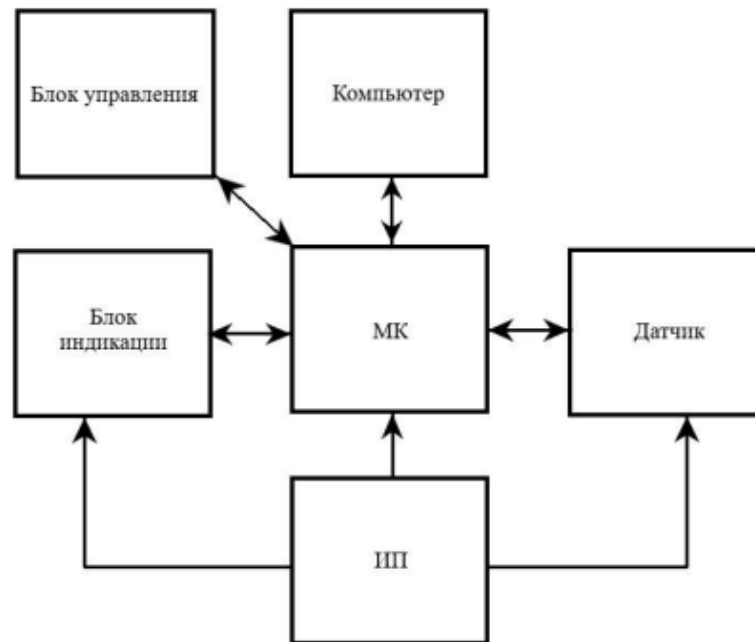 Блок управления
Компьютер
Блок
индикации
МК
Датчик
ИП